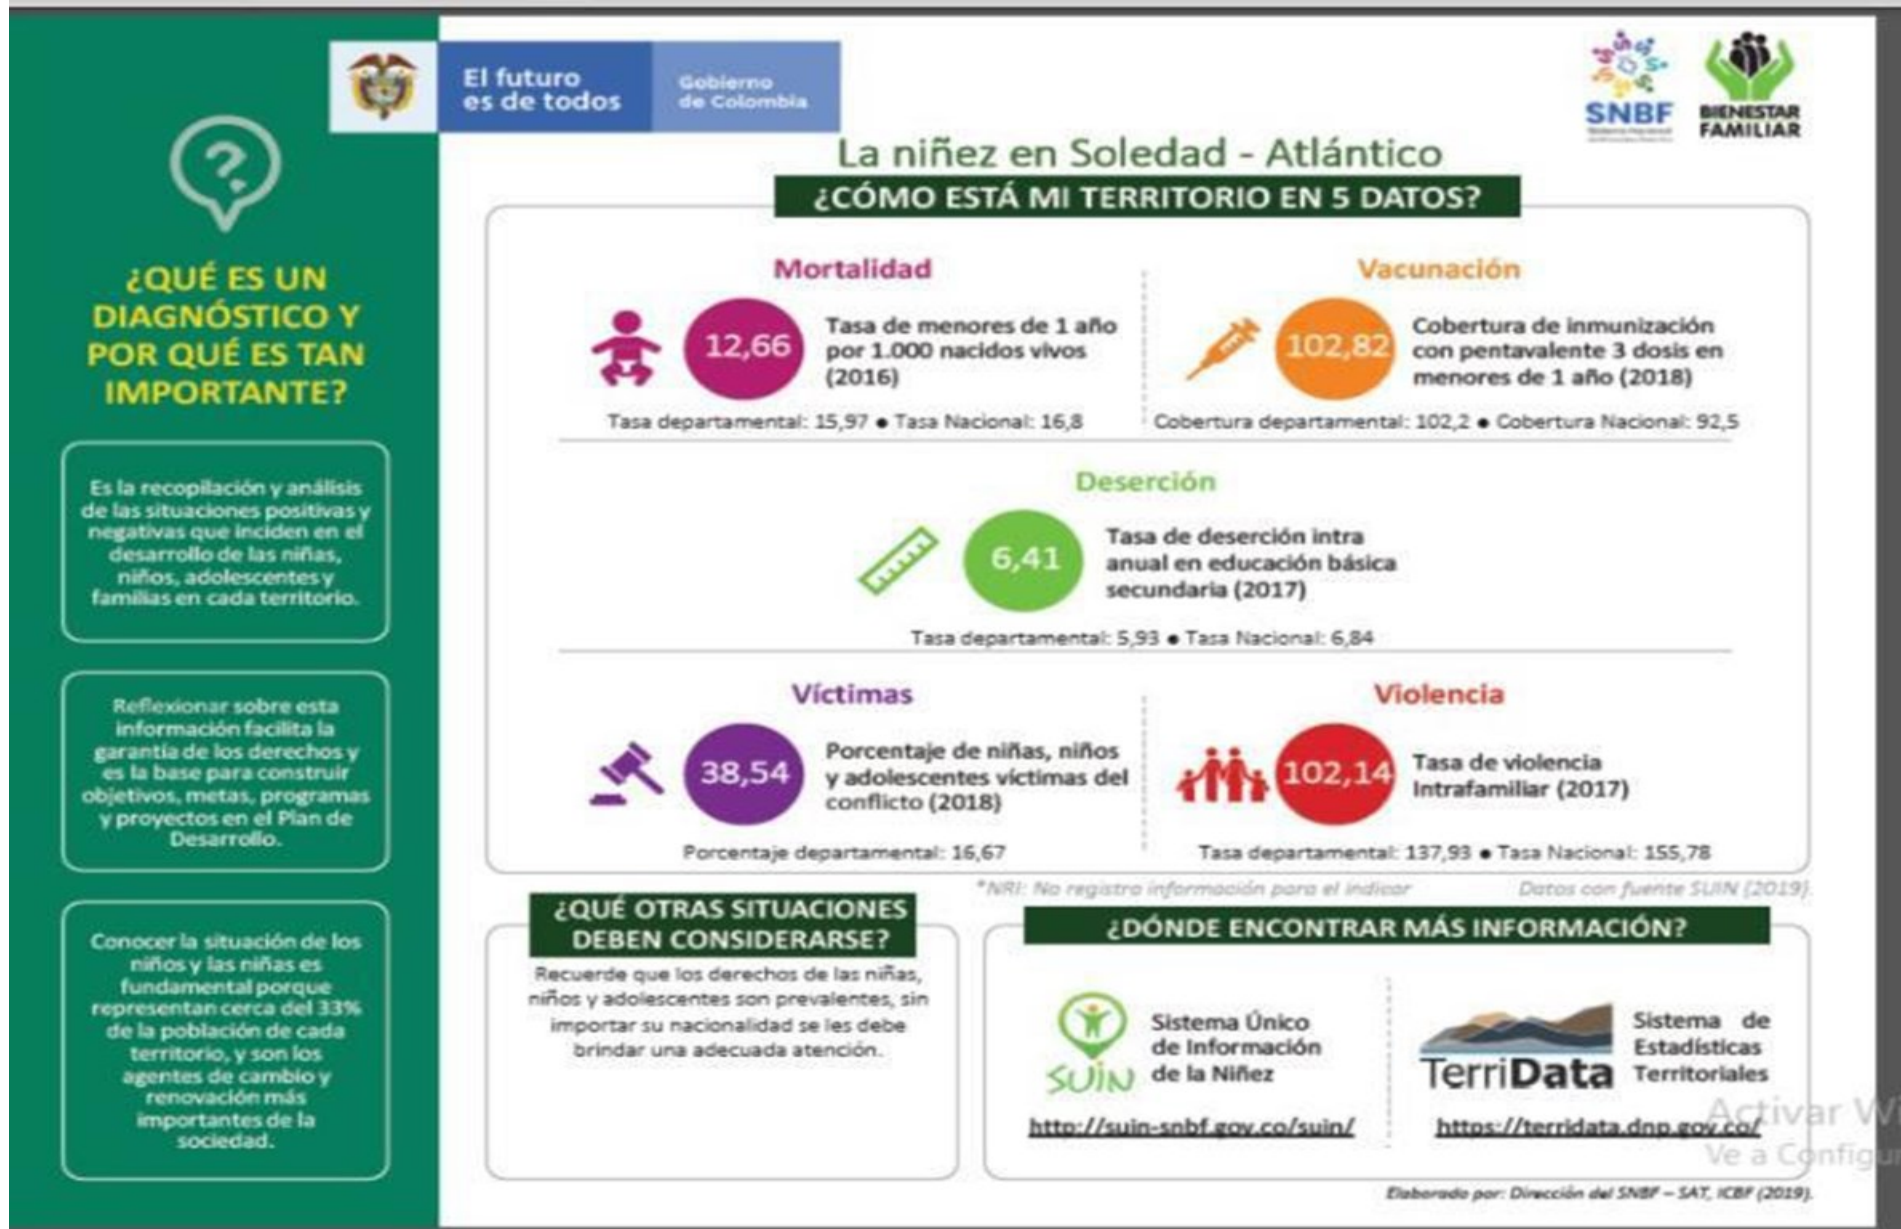 El futuro
es de todos
Gobierno
de Colombia
SNBF
BIENESTAR
FAMILIAR
¿QUÉ ES UN
DIAGNÓSTICO Y
POR QUÉ ES TAN
IMPORTANTE?
Es la recopilación y análisis
de las situaciones positivas y
negativas que inciden en el
desarrollo de las niñas,
niños, adolescentes y
familias en cada territorio.
Reflexionar sobre esta
información facilita la
garantía de los derechos y
es la base para construir
objetivos, metas, programas
y proyectos en el Plan de
Desarrollo.
Conocer la situación de los
niños y las niñas es
fundamental porque
representan cerca del 33%
de la población de cada
territorio, y son los
agentes de cambio y
renovación más
importantes de la
sociedad.
La niñez en Soledad - Atlántico
¿CÓMO ESTÁ MI TERRITORIO EN 5 DATOS?
Mortalidad
12,66
Tasa de menores de 1 año
por 1.000 nacidos vivos
(2016)
Tasa departamental: 15,97 ● Tasa Nacional: 16,8
Vacunación
102,82
Cobertura de inmunización
con pentavalente 3 dosis en
menores de 1 año (2018)
Cobertura departamental: 102,2 ● Cobertura Nacional: 92,5
Deserción
6,41
Tasa de deserción intra
anual en educación básica
secundaria (2017)
Tasa departamental: 5,93 ● Tasa Nacional: 6,84
Víctimas
38,54
Porcentaje de niñas, niños
y adolescentes víctimas del
conflicto (2018)
Porcentaje departamental: 16,67
Violencia
102,14
Tasa de violencia
Intrafamiliar (2017)
Tasa departamental: 137,93 ● Tasa Nacional: 155,78
*NRI: No registra información para el indicar
Datos con fuente SUIN (2019).
¿QUÉ OTRAS SITUACIONES
DEBEN CONSIDERARSE?
Recuerde que los derechos de las niñas,
niños y adolescentes son prevalentes, sin
importar su nacionalidad se les debe
brindar una adecuada atención.
¿DÓNDE ENCONTRAR MÁS INFORMACIÓN?
SUIN
Sistema Único
de Información
de la Niñez
http://suin-snbf.gov.co/suin/
TerriData
Sistema de
Estadísticas
Territoriales
https://terridata.dnp.gov.co/
Activar Wi
Ve a Configur
Elaborado por: Dirección del SNBF – SAT, ICBF (2019).